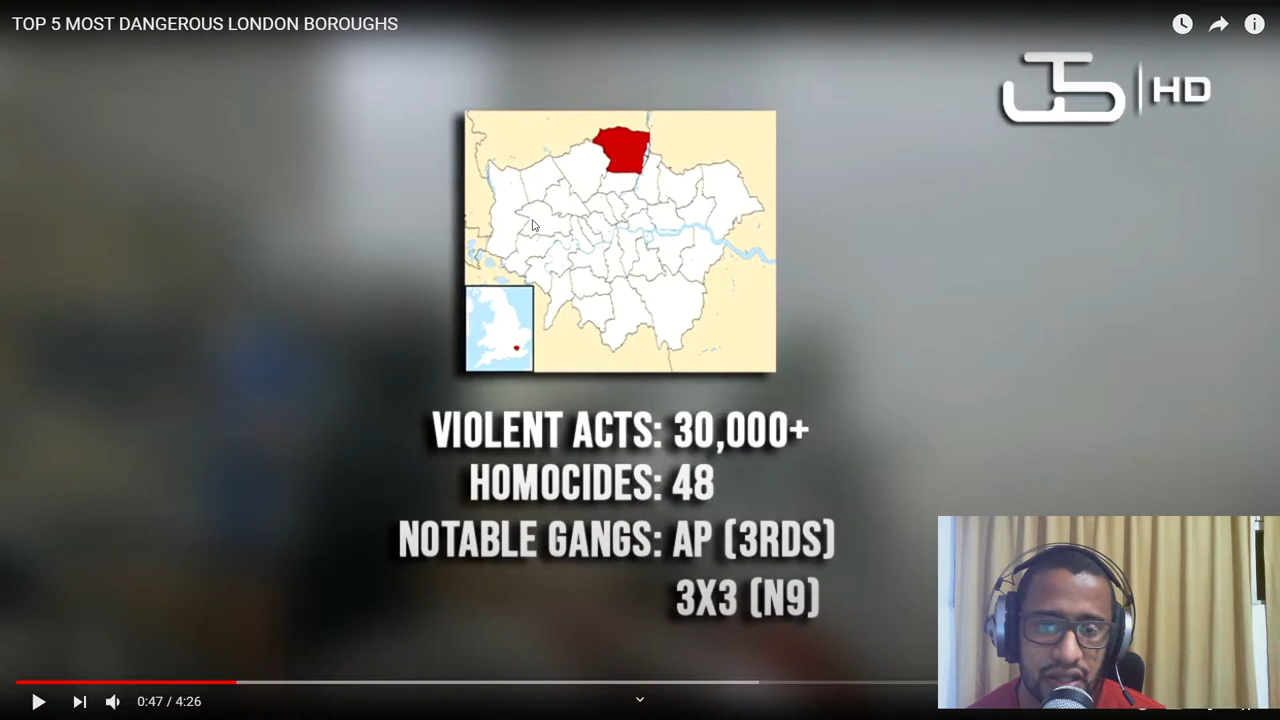 TOP 5 MOST DANGEROUS LONDON BOROUGHS
JS HD
VIOLENT ACTS: 30,000+
HOMOCIDES: 48
NOTABLE GANGS: AP (3RDS)
3X3 (N9)
0:47 / 4:26